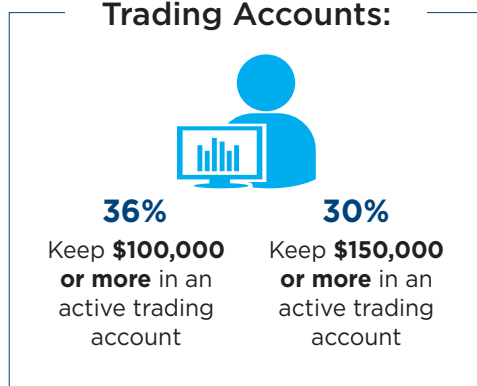 Trading Accounts:
36%
Keep $100,000
or more in an
active trading
account
30%
Keep $150,000
or more in an
active trading
account